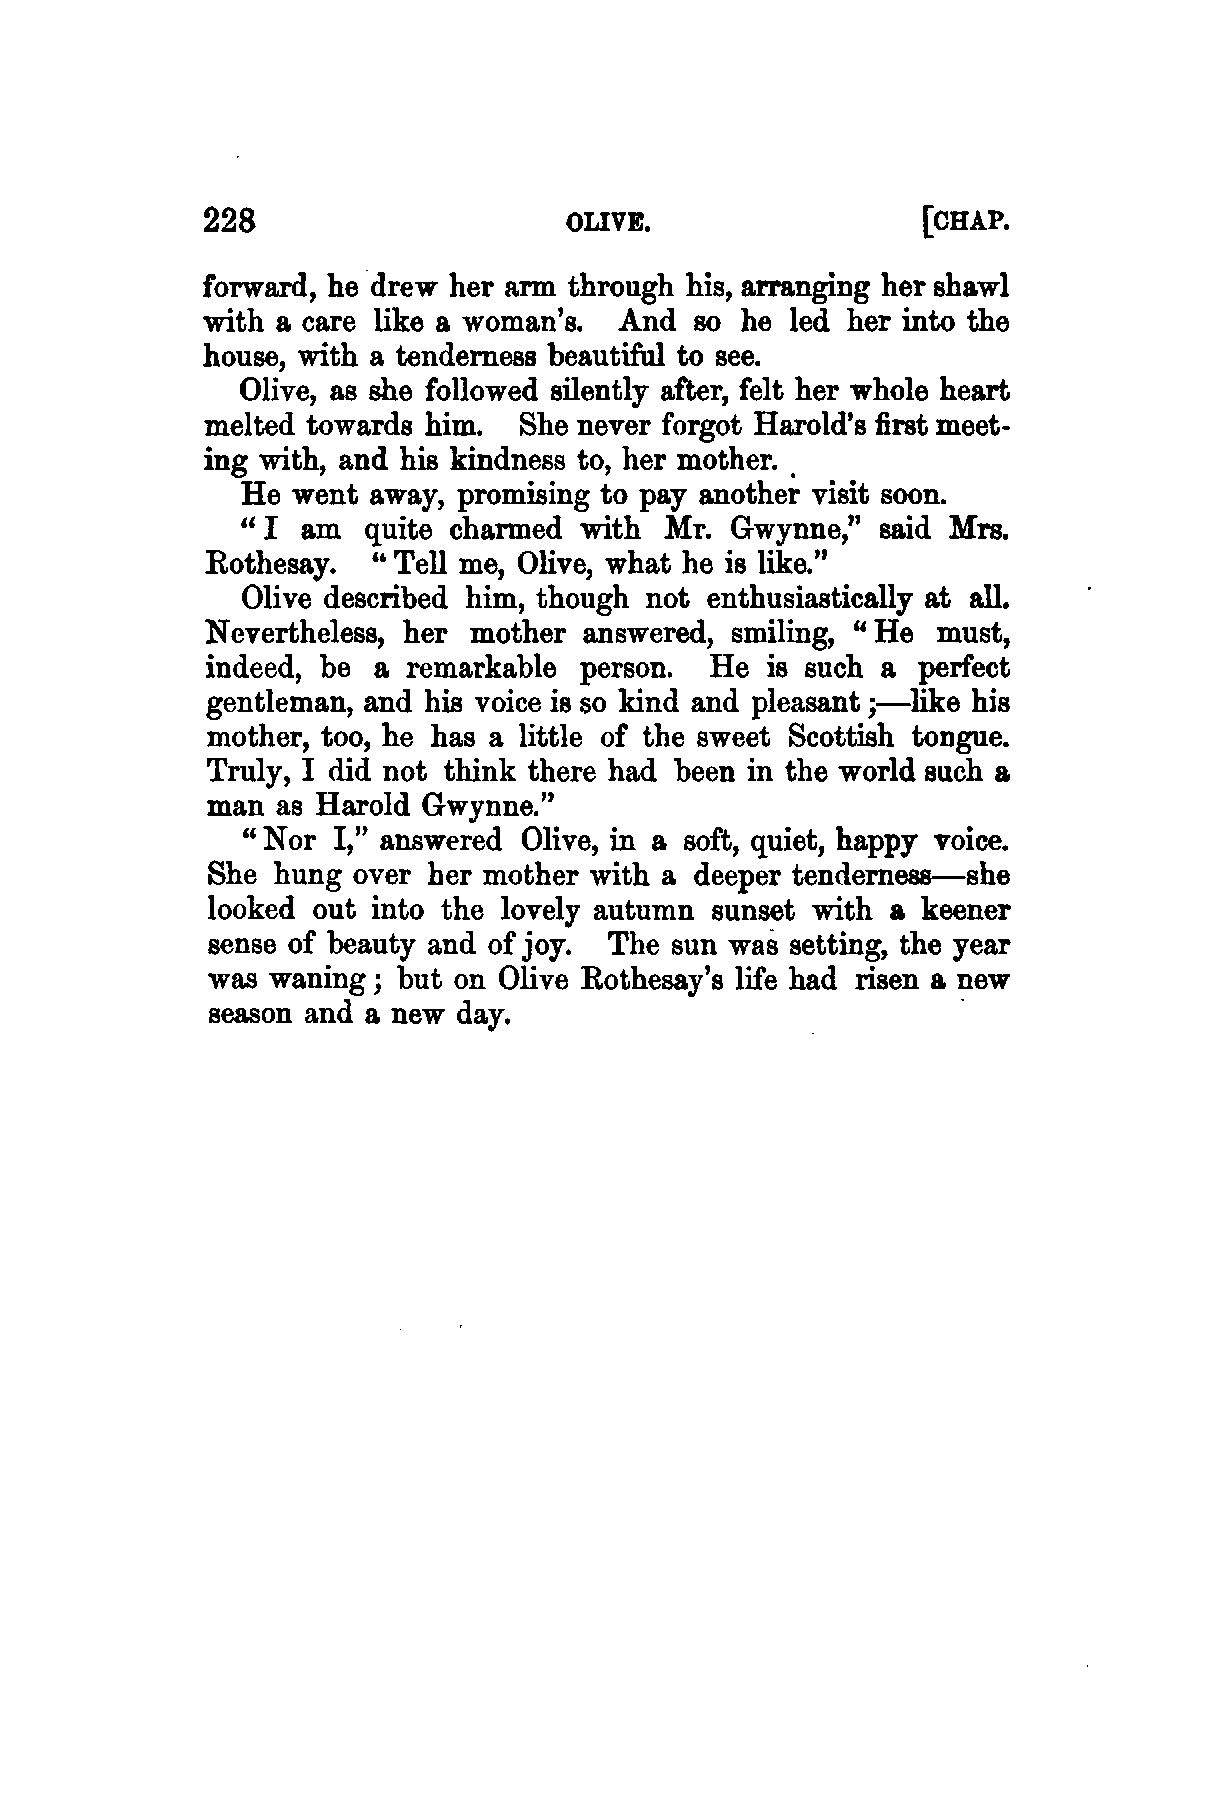 228 OLIVE. [CHAP.
forward, he drew her arm through his, arranging her shawl
with a care like a woman's. And so he led her into the
house, with a tenderness beautiful to see.
Olive, as she followed silently after, felt her whole heart
melted towards him. She never forgot Harold's first meet-
ing with, and his kindness to, her mother.
He went away, promising to pay another visit soon.
"I am quite charmed with Mr. Gwynne," said Mrs.
Rothesay. "Tell me, Olive, what he is like."
Olive described him, though not enthusiastically at all.
Nevertheless, her mother answered, smiling, "He must,
indeed, be a remarkable person. He is such a perfect
gentleman, and his voice is so kind and pleasant;—like his
mother, too, he has a little of the sweet Scottish tongue.
Truly, I did not think there had been in the world such a
man as Harold Gwynne."
"Nor I," answered Olive, in a soft, quiet, happy voice.
She hung over her mother with a deeper tenderness—she
looked out into the lovely autumn sunset with a keener
sense of beauty and of joy. The sun was setting, the year
was waning; but on Olive Rothesay's life had risen a new
season and a new day.